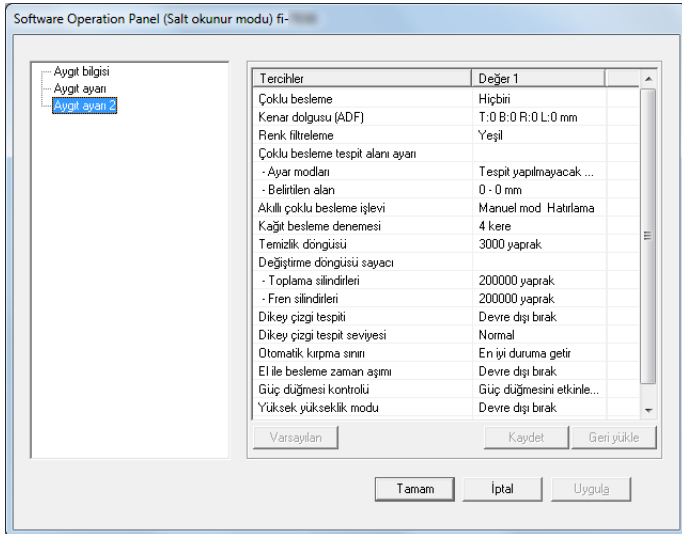 Software Operation Panel (Salt okunur modu) fi-
Aygıt bilgisi
Aygıt ayarı
Aygıt ayarı 2
Tercihler Değer 1
Çoklu besleme Hiçbiri
Kenar dolgusu (ADF) T:0 B:0 R:0 L:0 mm
Renk filtreleme Yeşil
Çoklu besleme tespit alanı ayarı
- Ayar modları Tespit yapılmayacak ...
- Belirtilen alan 0 - 0 mm
Akıllı çoklu besleme işlevi Manuel mod Hatırlama
Kağıt besleme denemesi 4 kere
Temizlik döngüsü 3000 yaprak
Değiştirme döngüsü sayacı
- Toplama silindirleri 200000 yaprak
- Fren silindirleri 200000 yaprak
Dikey çizgi tespiti Devre dışı bırak
Dikey çizgi tespit seviyesi Normal
Otomatik kırpma sınırı En iyi duruma getir
El ile besleme zaman aşımı Devre dışı bırak
Güç düğmesi kontrolü Güç düğmesini etkinle...
Yüksek yükseklik modu Devre dışı bırak
Varsayılan Kaydet Geri yükle
Tamam İptal Uygula